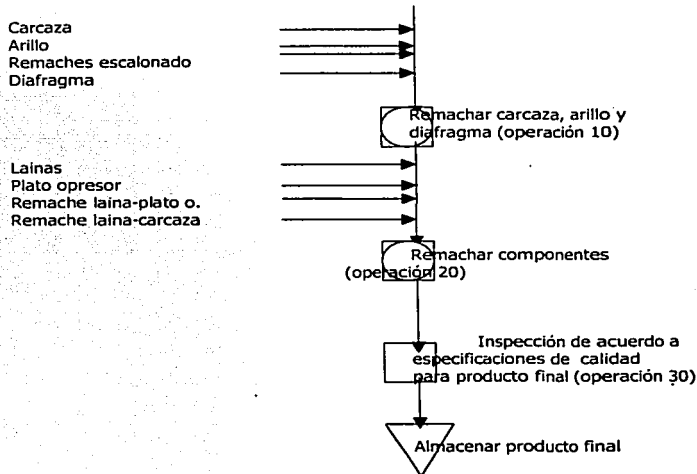 Carcaza
Arillo
Remaches escalonado
Diafragma
Remachar carcaza, arillo y
diafragma (operación 10)
Lainas
Plato opresor
Remache laina-plato o.
Remache laina-carcaza
Remachar componentes
(operación 20)
Inspección de acuerdo a
especificaciones de calidad
para producto final (operación 30)
Almacenar producto final